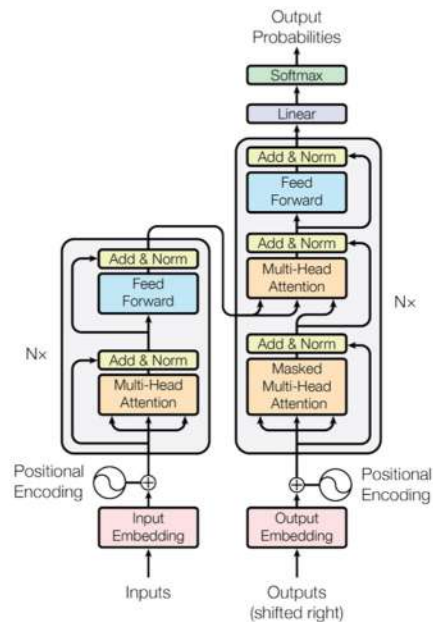 Output
Probabilities
Softmax
Linear
Add & Norm
Feed
Forward
Add & Norm
Multi-Head
Attention
Add & Norm
Masked
Multi-Head
Attention
Nx
Positional
Encoding
Output
Embedding
Outputs
(shifted right)
Add & Norm
Feed
Forward
Add & Norm
Multi-Head
Attention
Nx
Positional
Encoding
Input
Embedding
Inputs